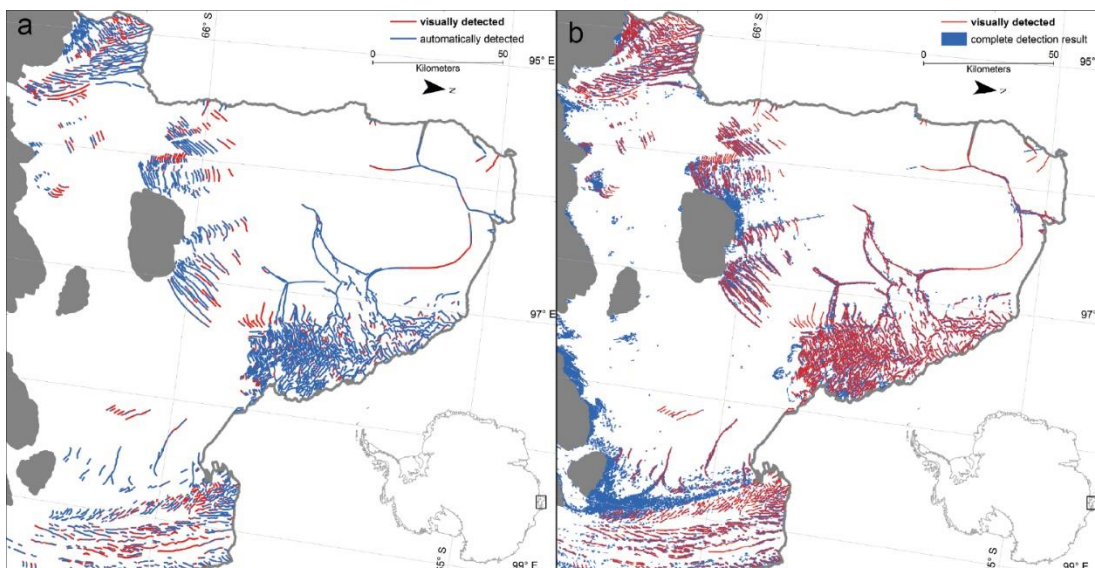 a
66° S
visually detected
automatically detected
0 50
Kilometers
N
95° E
97° E
99° E
b
66° S
visually detected
complete detection result
0 50
Kilometers
N
95° E
97° E
99° E